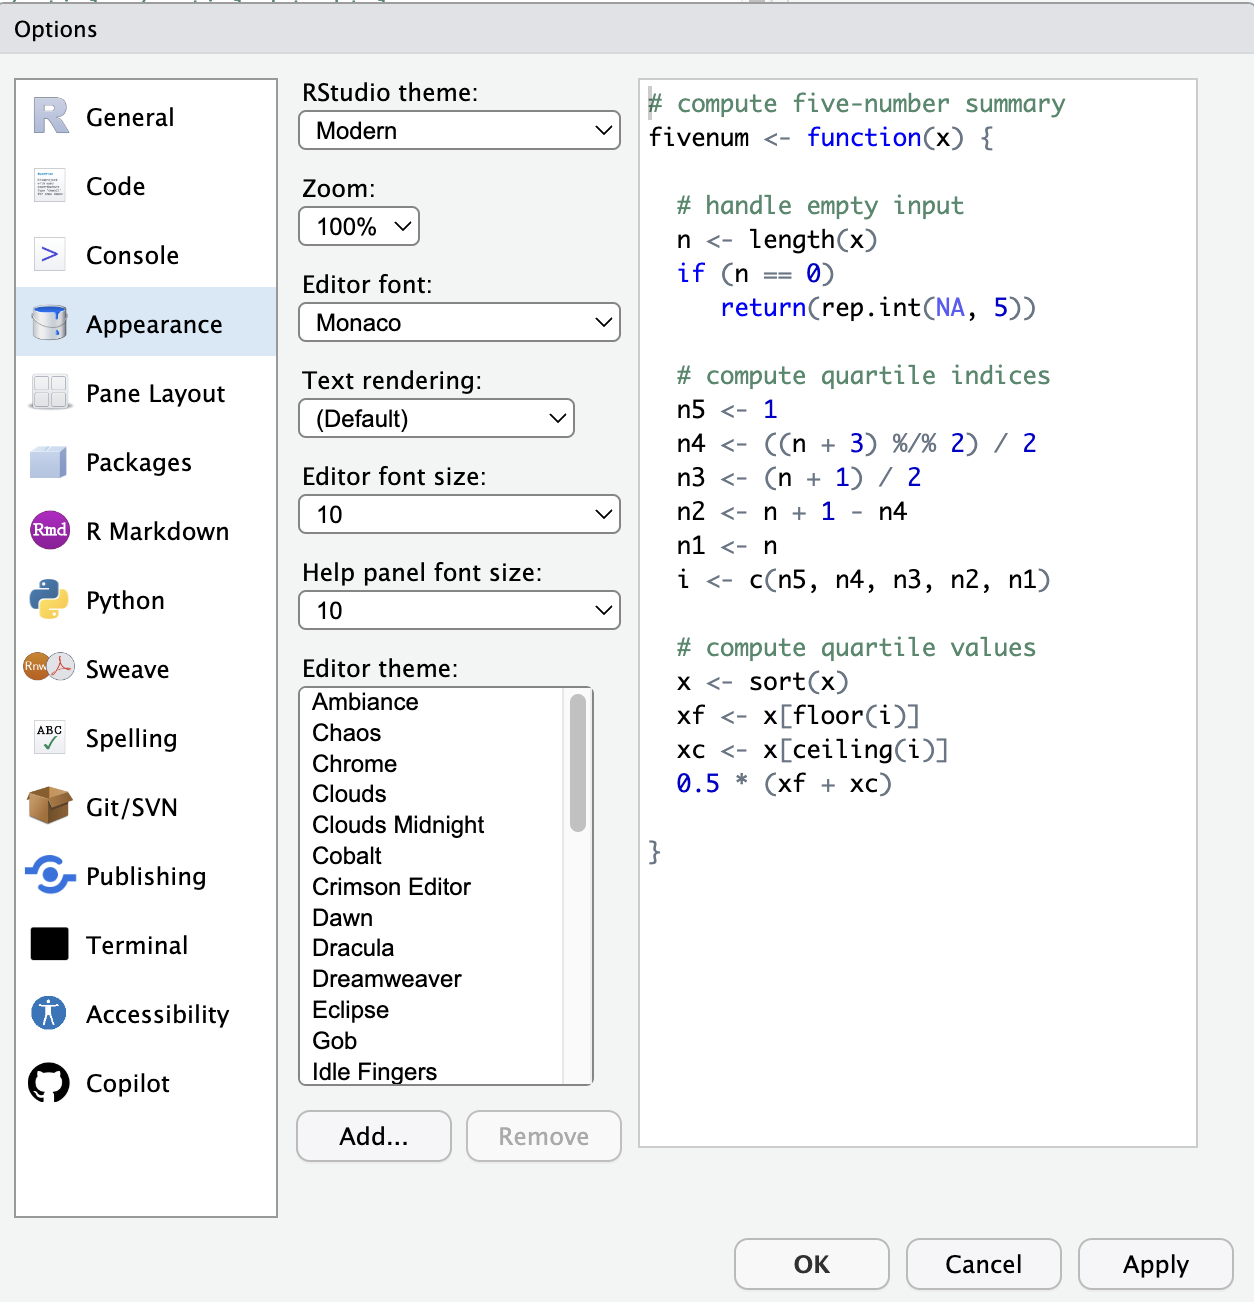 Options
General
Code
Console
Appearance
Pane Layout
Packages
Rmd
R Markdown
Python
Rnw
Sweave
ABC
Spelling
Git/SVN
Publishing
Terminal
Accessibility
Copilot
RStudio theme:
Modern
Zoom:
100%
Editor font:
Monaco
Text rendering:
(Default)
Editor font size:
10
Help panel font size:
10
Editor theme:
Ambiance
Chaos
Chrome
Clouds
Clouds Midnight
Cobalt
Crimson Editor
Dawn
Dracula
Dreamweaver
Eclipse
Gob
Idle Fingers
Add...
Remove
# compute five-number summary
fivenum <- function(x) {
  # handle empty input
  n <- length(x)
  if (n == 0)
     return(rep.int(NA, 5))
  # compute quartile indices
  n5 <- 1
  n4 <- ((n + 3) %/% 2) / 2
  n3 <- (n + 1) / 2
  n2 <- n + 1 - n4
  n1 <- n
  i <- c(n5, n4, n3, n2, n1)
  # compute quartile values
  x <- sort(x)
  xf <- x[floor(i)]
  xc <- x[ceiling(i)]
  0.5 * (xf + xc)
}
OK
Cancel
Apply